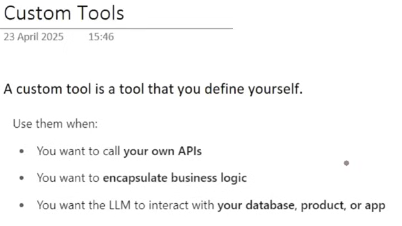 Custom Tools
23 April 2025 15:46
A custom tool is a tool that you define yourself.
Use them when:
• You want to call your own APIs
• You want to encapsulate business logic
• You want the LLM to interact with your database, product, or app